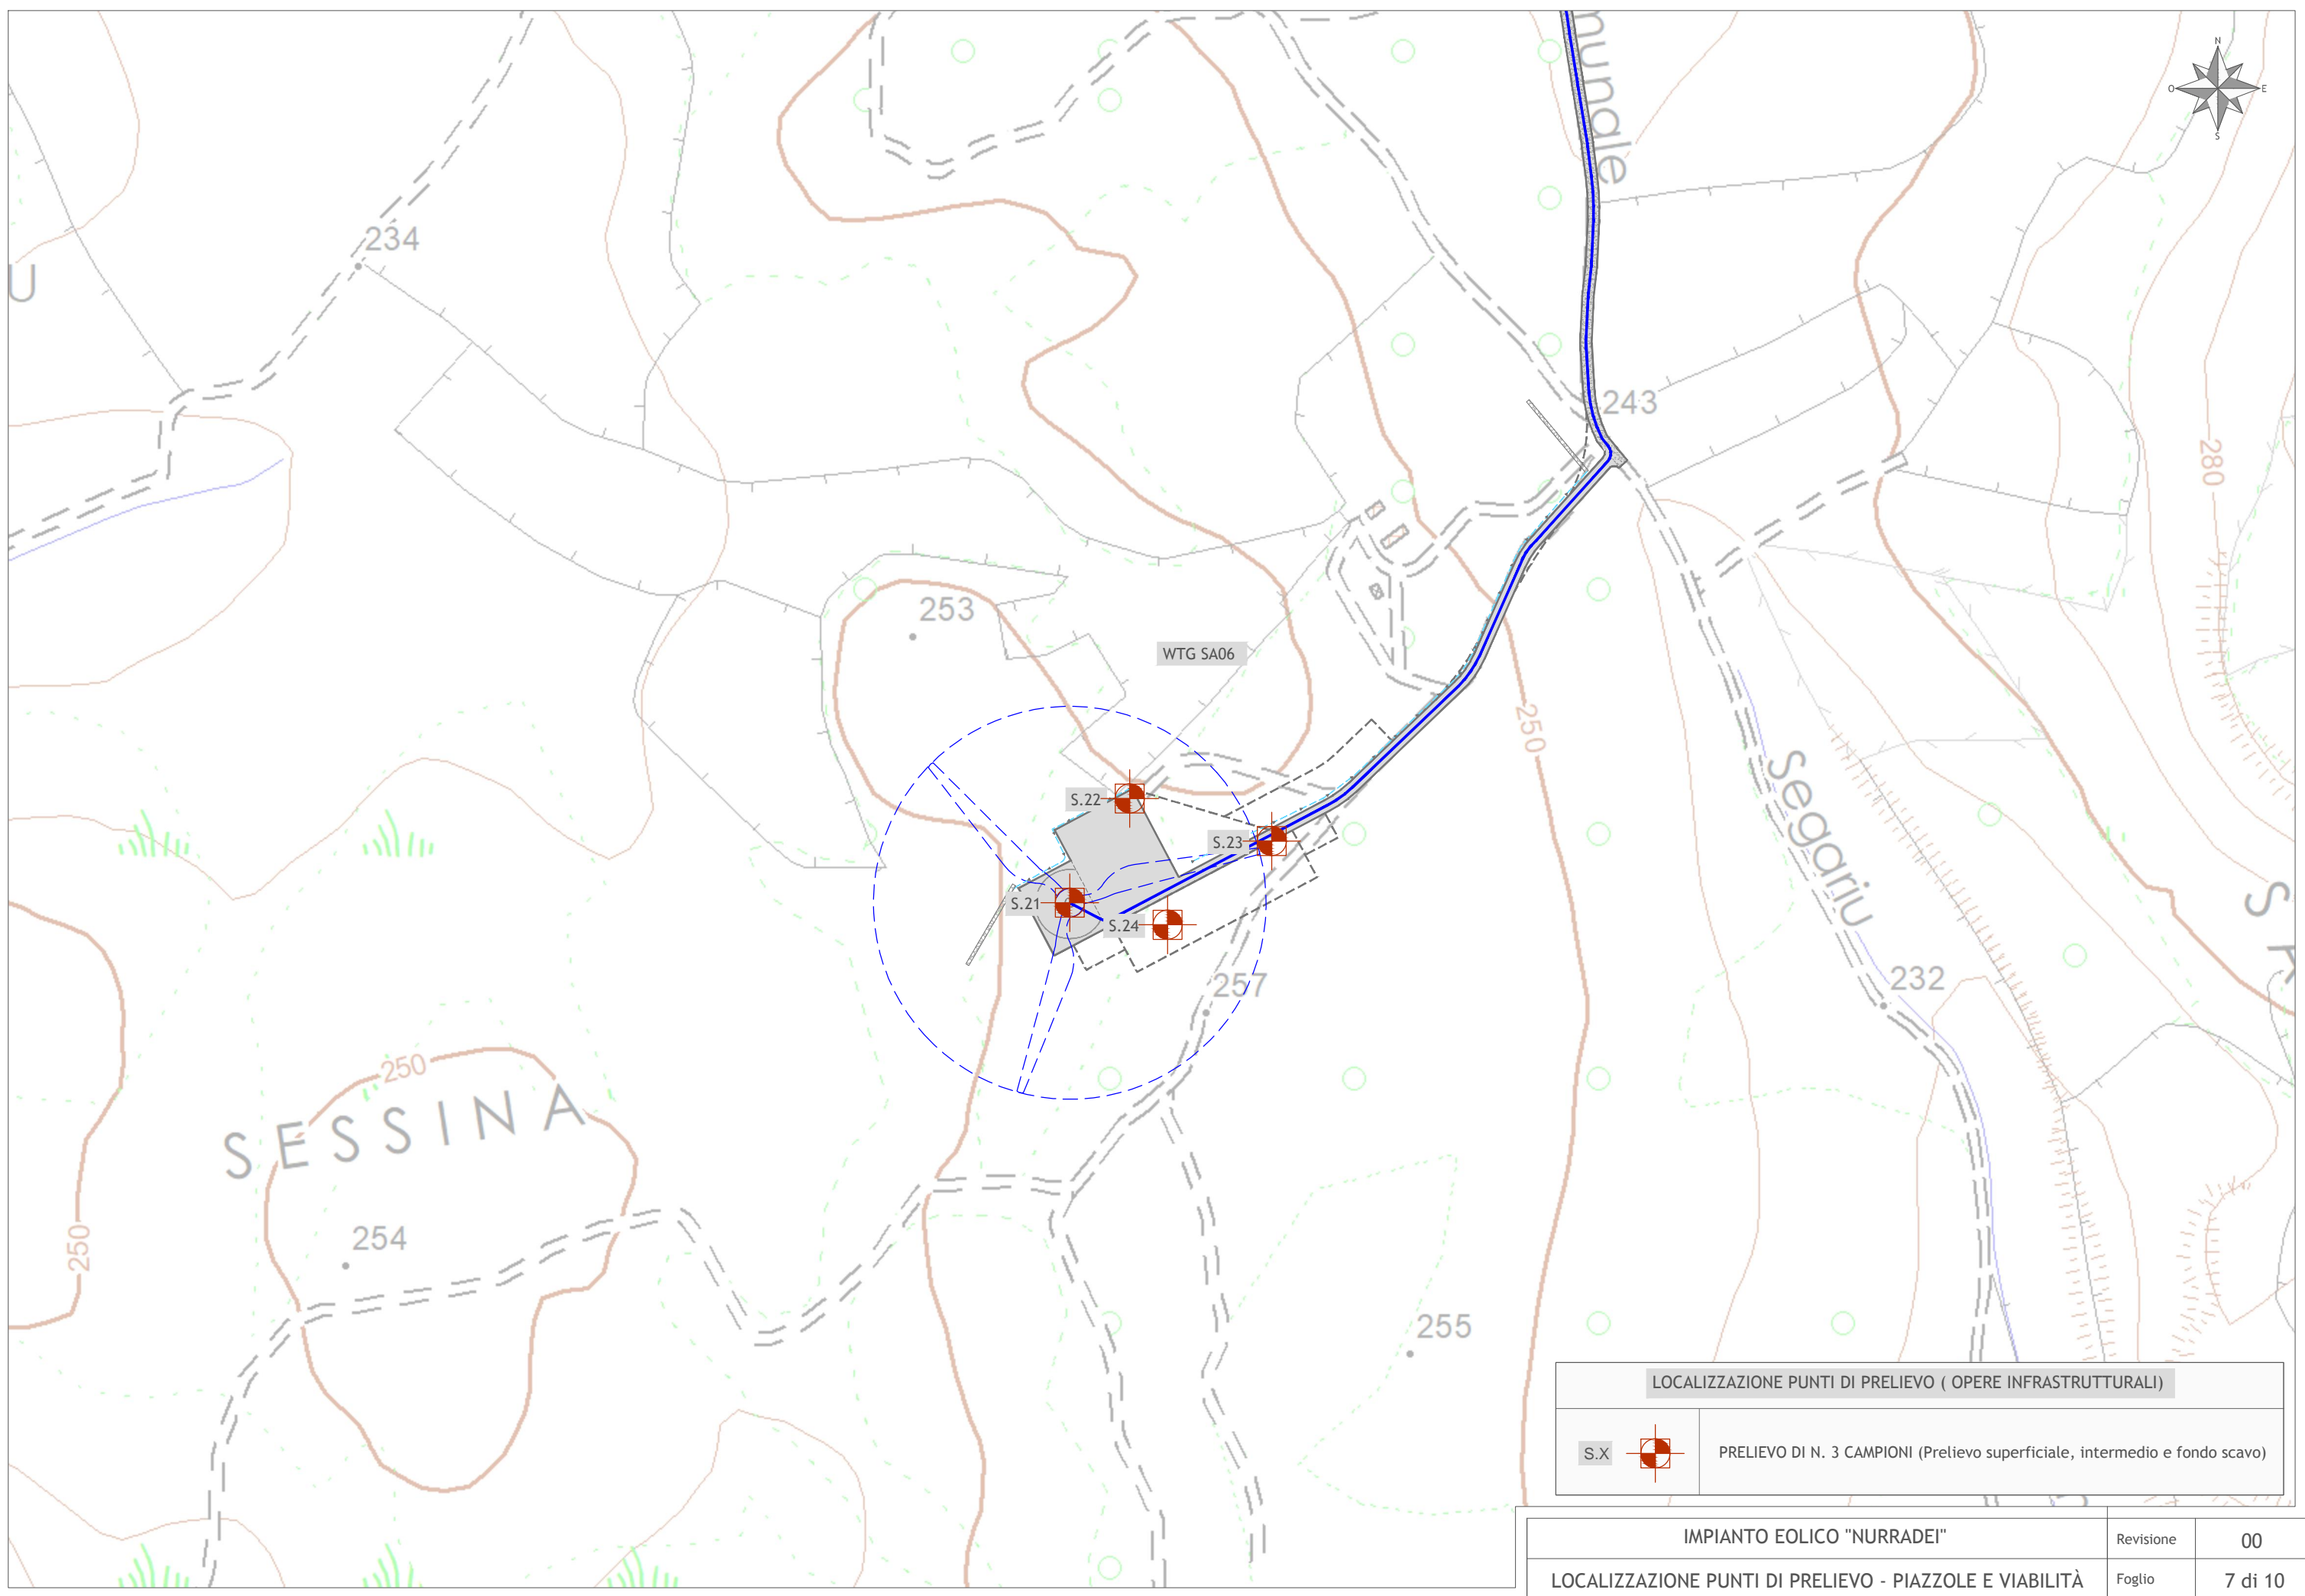 munale
N
O
E
S
234
U
243
280
253
WTG SA06
250
Segariu
S.22
S.23
S.21
S.24
SA
257
232
250
SESSINA
250
254
255
LOCALIZZAZIONE PUNTI DI PRELIEVO ( OPERE INFRASTRUTTURALI)
S.X
PRELIEVO DI N. 3 CAMPIONI (Prelievo superficiale, intermedio e fondo scavo)
IMPIANTO EOLICO "NURRADEI"
Revisione
00
LOCALIZZAZIONE PUNTI DI PRELIEVO - PIAZZOLE E VIABILITÀ
Foglio
7 di 10